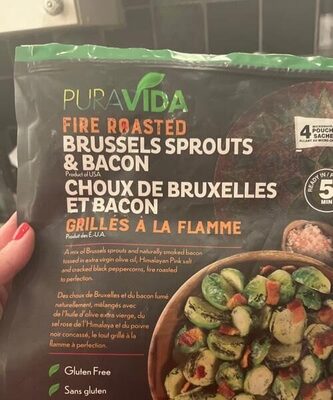 PURAVIDA
FIRE ROASTED
BRUSSELS SPROUTS
& BACON
Product of USA
CHOUX DE BRUXELLES
ET BACON
Produit des É.-U.A.
GRILLÉS À LA FLAMME
A mix of Brussels sprouts and naturally smoked bacon
tossed in extra virgin olive oil, Himalayan Pink salt
and cracked black peppercorns, fire roasted
to perfection.
Des choux de Bruxelles et du bacon fumé
naturellement, mélangés avec
de l'huile d'olive extra vierge, du
sel rose de l'Himalaya et du poivre
noir concassé, le tout grillé à la
flamme à perfection.
Gluten Free
Sans gluten
4
POUCH
SACHE
READY IN / P
5
MIN